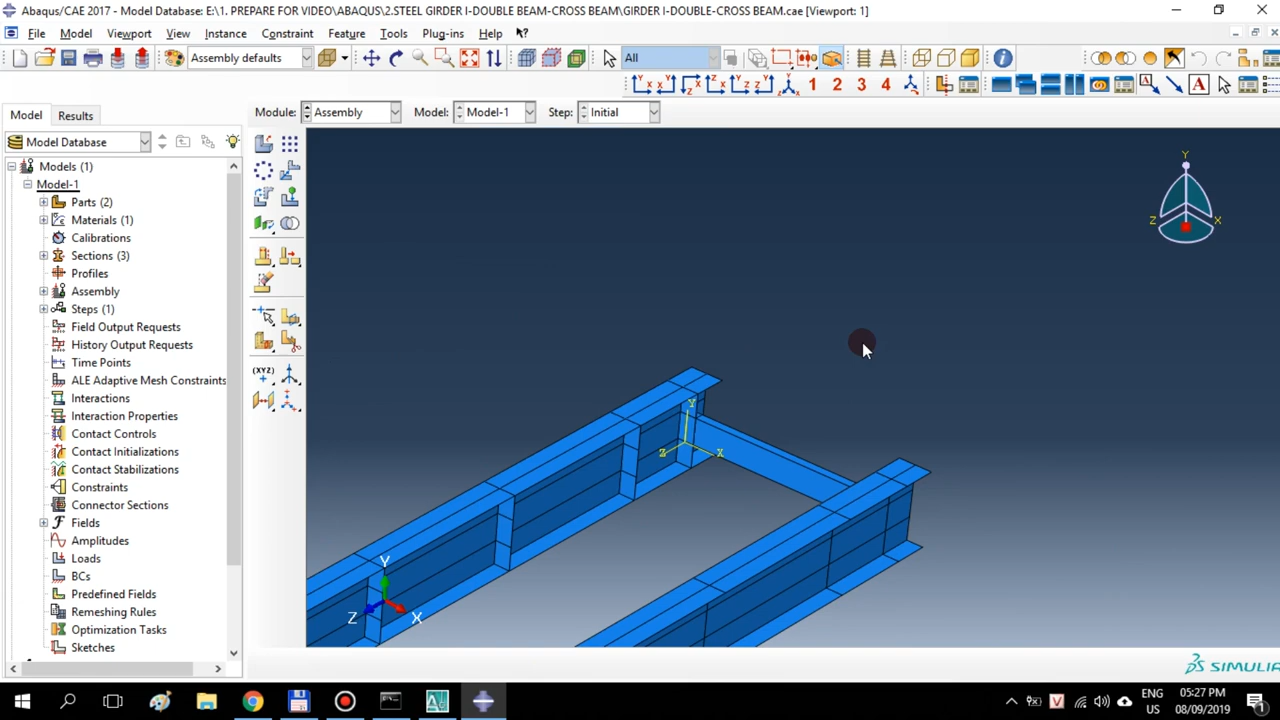 Abaqus/CAE 2017 - Model Database: E:\1. PREPARE FOR VIDEO\ABAQUS\2.STEEL GIRDER I-DOUBLE BEAM-CROSS BEAM\GIRDER I-DOUBLE-CROSS BEAM.cae [Viewport: 1]
File Model Viewport View Instance Constraint Feature Tools Plug-ins Help
Assembly defaults All
1 2 3 4 A
Model Results Module: Assembly Model: Model-1 Step: Initial
Model Database
Models (1)
Model-1
Parts (2)
Materials (1)
Calibrations
Sections (3)
Profiles
Assembly
Steps (1)
Field Output Requests
History Output Requests
Time Points
ALE Adaptive Mesh Constraints
Interactions
Interaction Properties
Contact Controls
Contact Initializations
Contact Stabilizations
Constraints
Connector Sections
Fields
Amplitudes
Loads
BCs
Predefined Fields
Remeshing Rules
Optimization Tasks
Sketches
(XYZ)
Y
Z X
Y
Z X
Y
Z X
SIMULIA
ENG 05:27 PM
US 08/09/2019